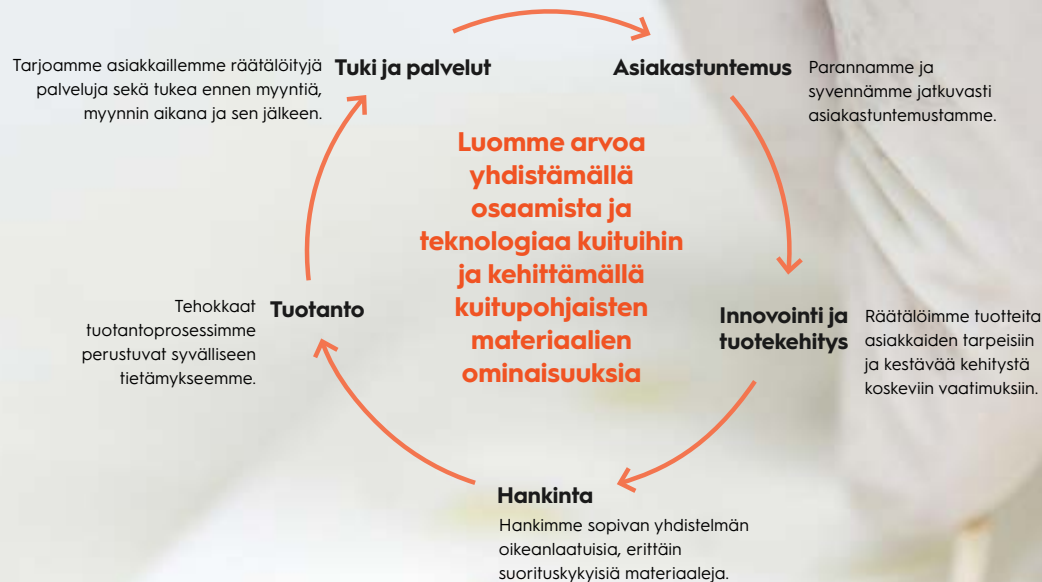 Tuki ja palvelut
Tarjoamme asiakkaillemme räätälöityjä
palveluja sekä tukea ennen myyntiä,
myynnin aikana ja sen jälkeen.
Asiakastuntemus
Parannamme ja
syvennämme jatkuvasti
asiakastuntemustamme.
Luomme arvoa
yhdistämällä
osaamista ja
teknologiaa kuituihin
ja kehittämällä
kuitupohjaisten
materiaalien
ominaisuuksia
Tuotanto
Tehokkaat
tuotantoprosessimme
perustuvat syvälliseen
tietämykseemme.
Innovointi ja
tuotekehitys
Räätälöimme tuotteita
asiakkaiden tarpeisiin
ja kestävää kehitystä
koskeviin vaatimuksiin.
Hankinta
Hankimme sopivan yhdistelmän
oikeanlaatuisia, erittäin
suorituskykyisiä materiaaleja.